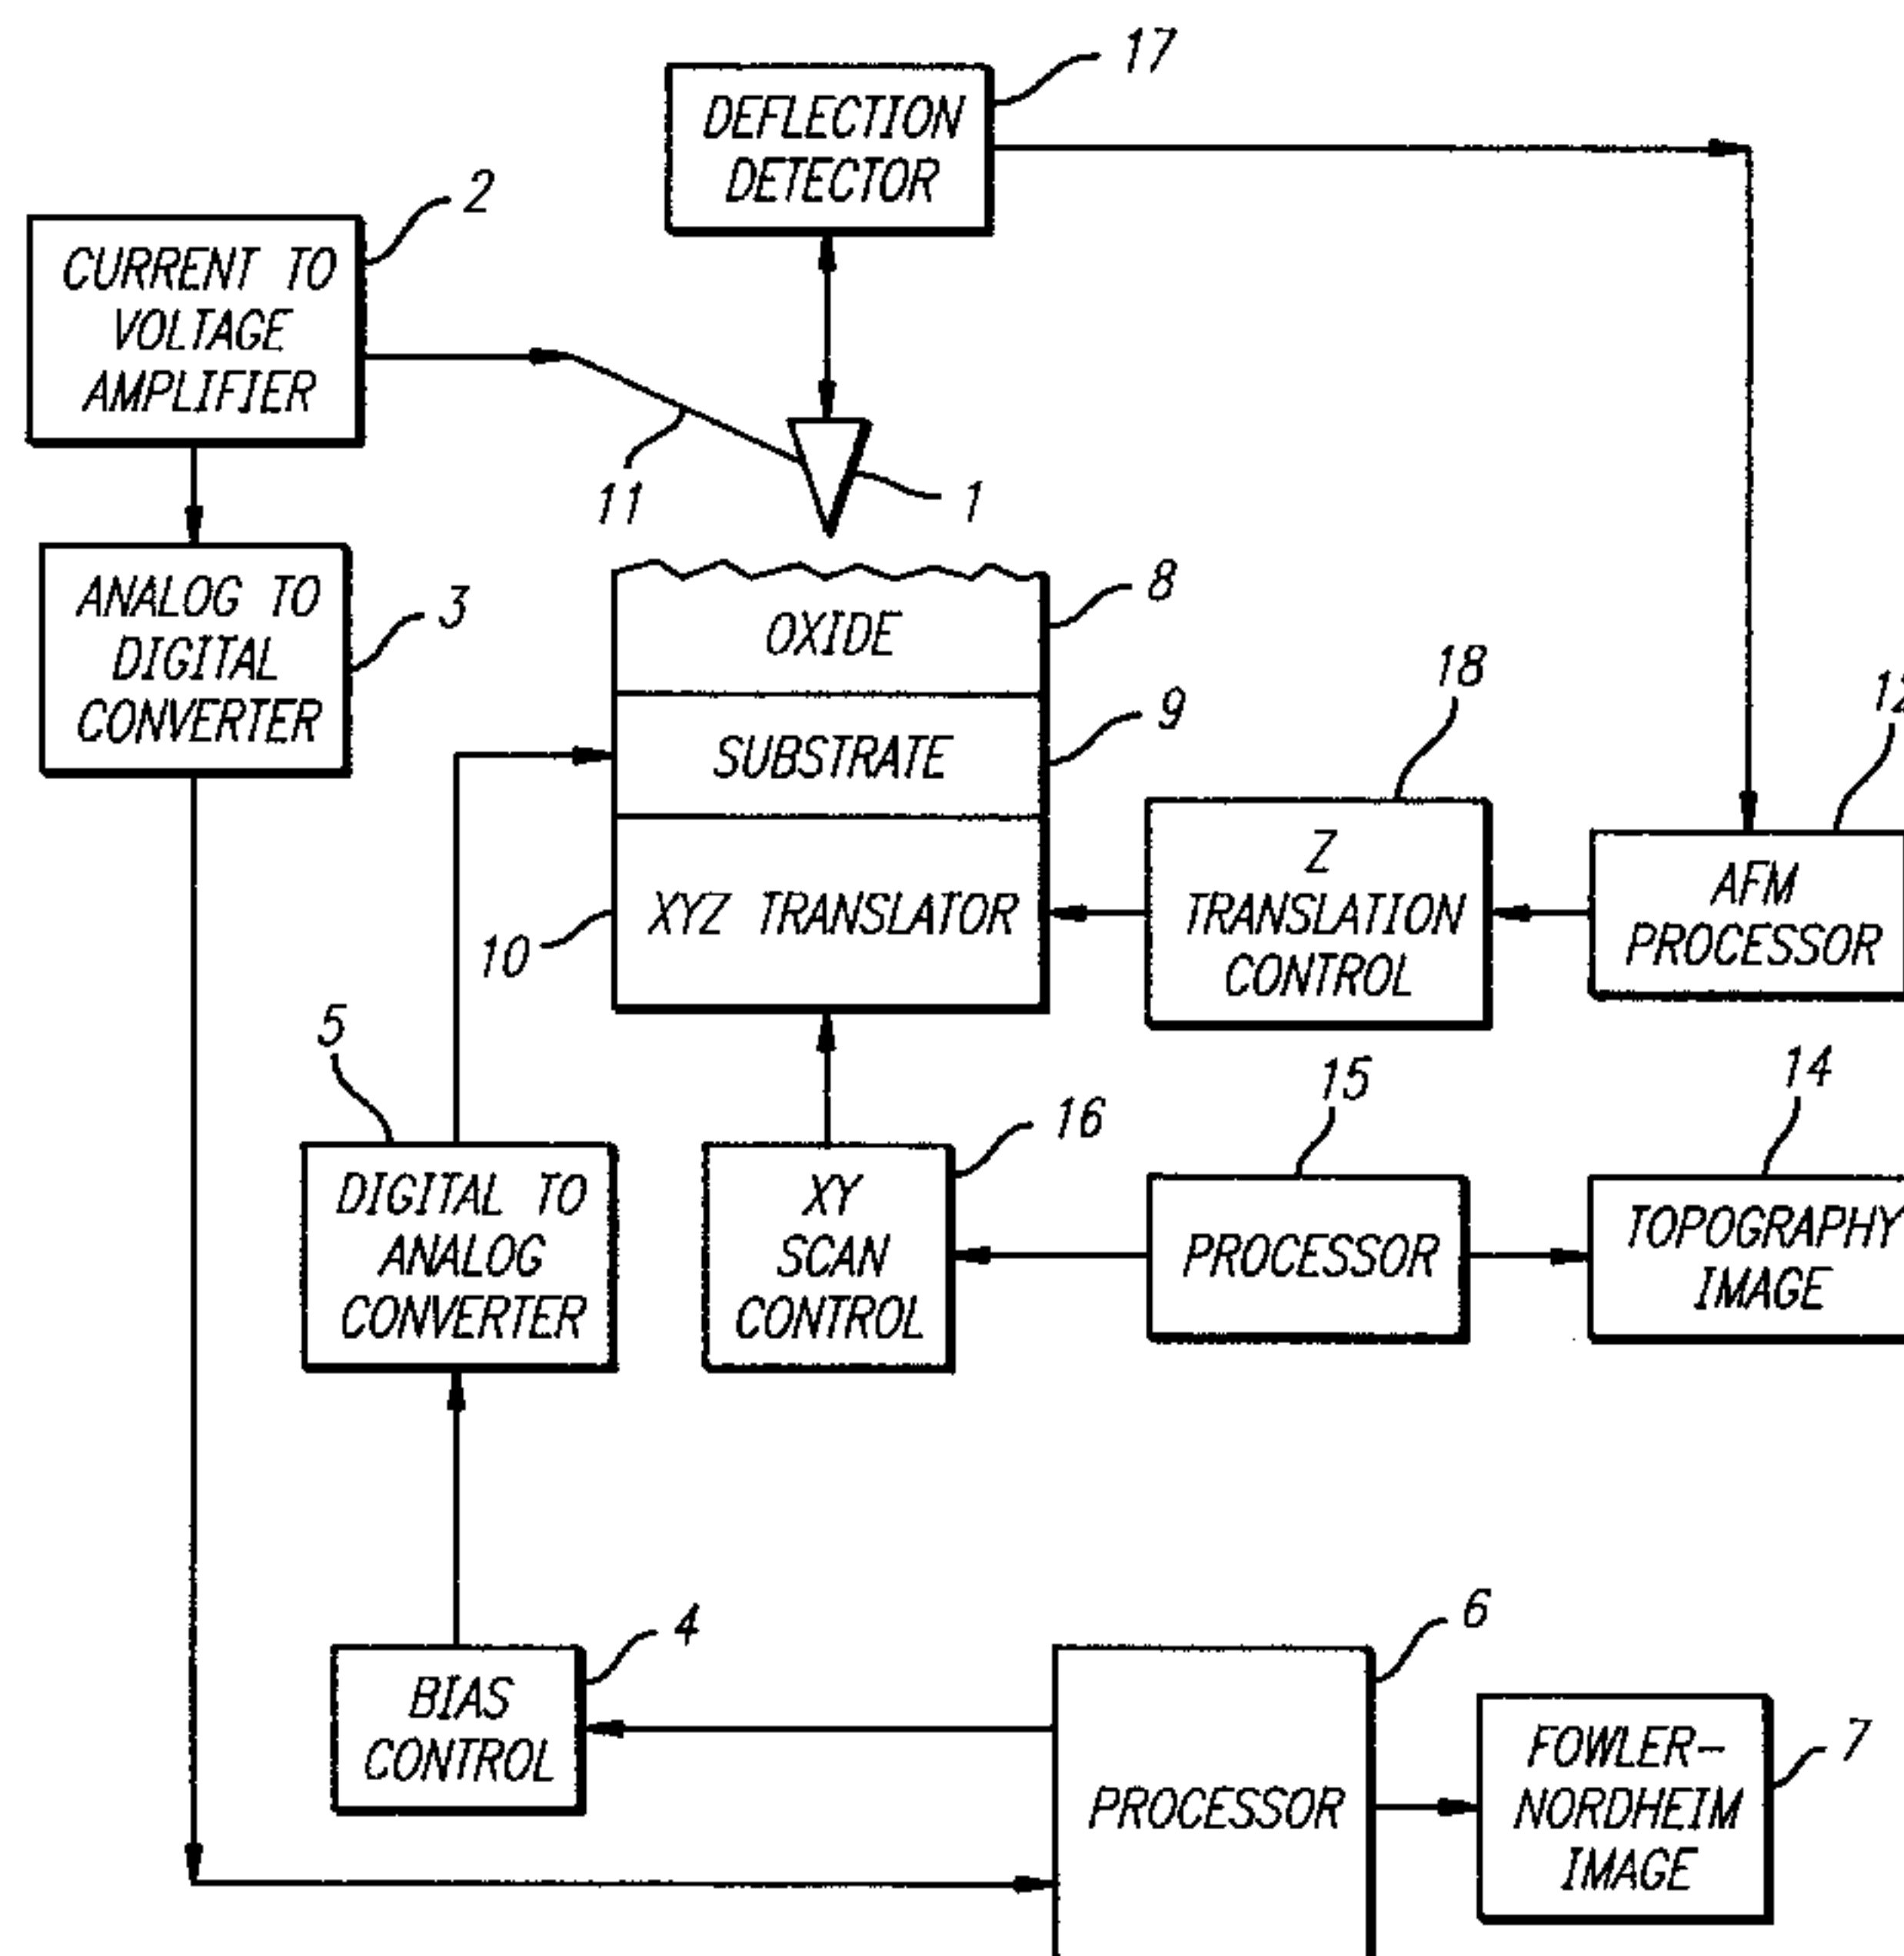 17
DEFLECTION
DETECTOR
2
CURRENT TO
VOLTAGE
AMPLIFIER
11
1
ANALOG TO
DIGITAL
CONVERTER
3
OXIDE
8
SUBSTRATE
9
XYZ TRANSLATOR
10
18
Z
TRANSLATION
CONTROL
12
AFM
PROCESSOR
5
DIGITAL TO
ANALOG
CONVERTER
16
XY
SCAN
CONTROL
15
PROCESSOR
14
TOPOGRAPHY
IMAGE
4
BIAS
CONTROL
6
PROCESSOR
FOWLER-
NORDHEIM
IMAGE
7